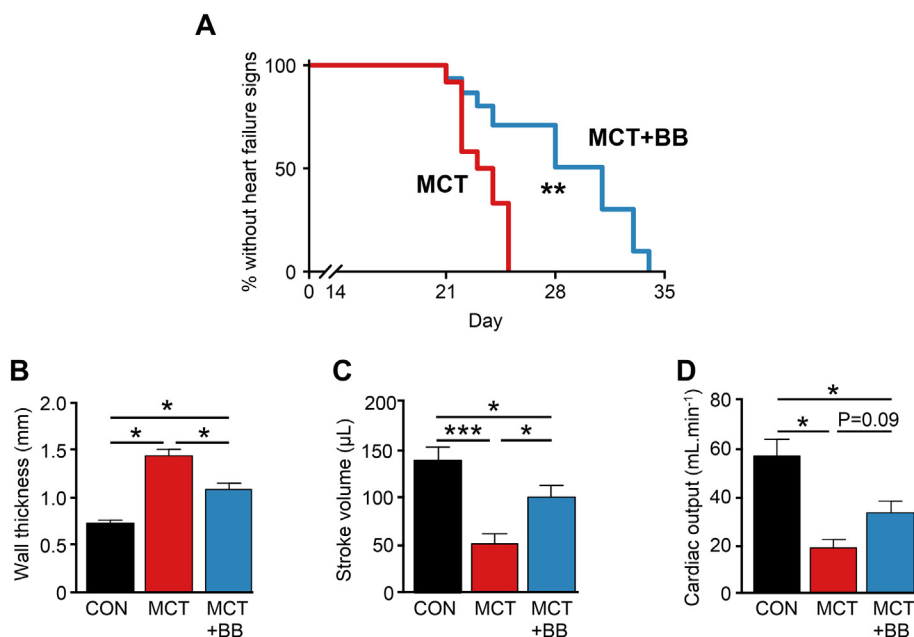 A
% without heart failure signs
100
50
0
MCT+BB
MCT
**
0 14 21 28 35
Day
B
Wall thickness (mm)
2.0
1.5
1.0
0.5
0
*
* *
CON MCT MCT
+BB
C
Stroke volume (µL)
200
150
100
50
0
*
*** *
CON MCT MCT
+BB
D
Cardiac output (mL.min-1)
80
60
40
20
0
*
* P=0.09
CON MCT MCT
+BB